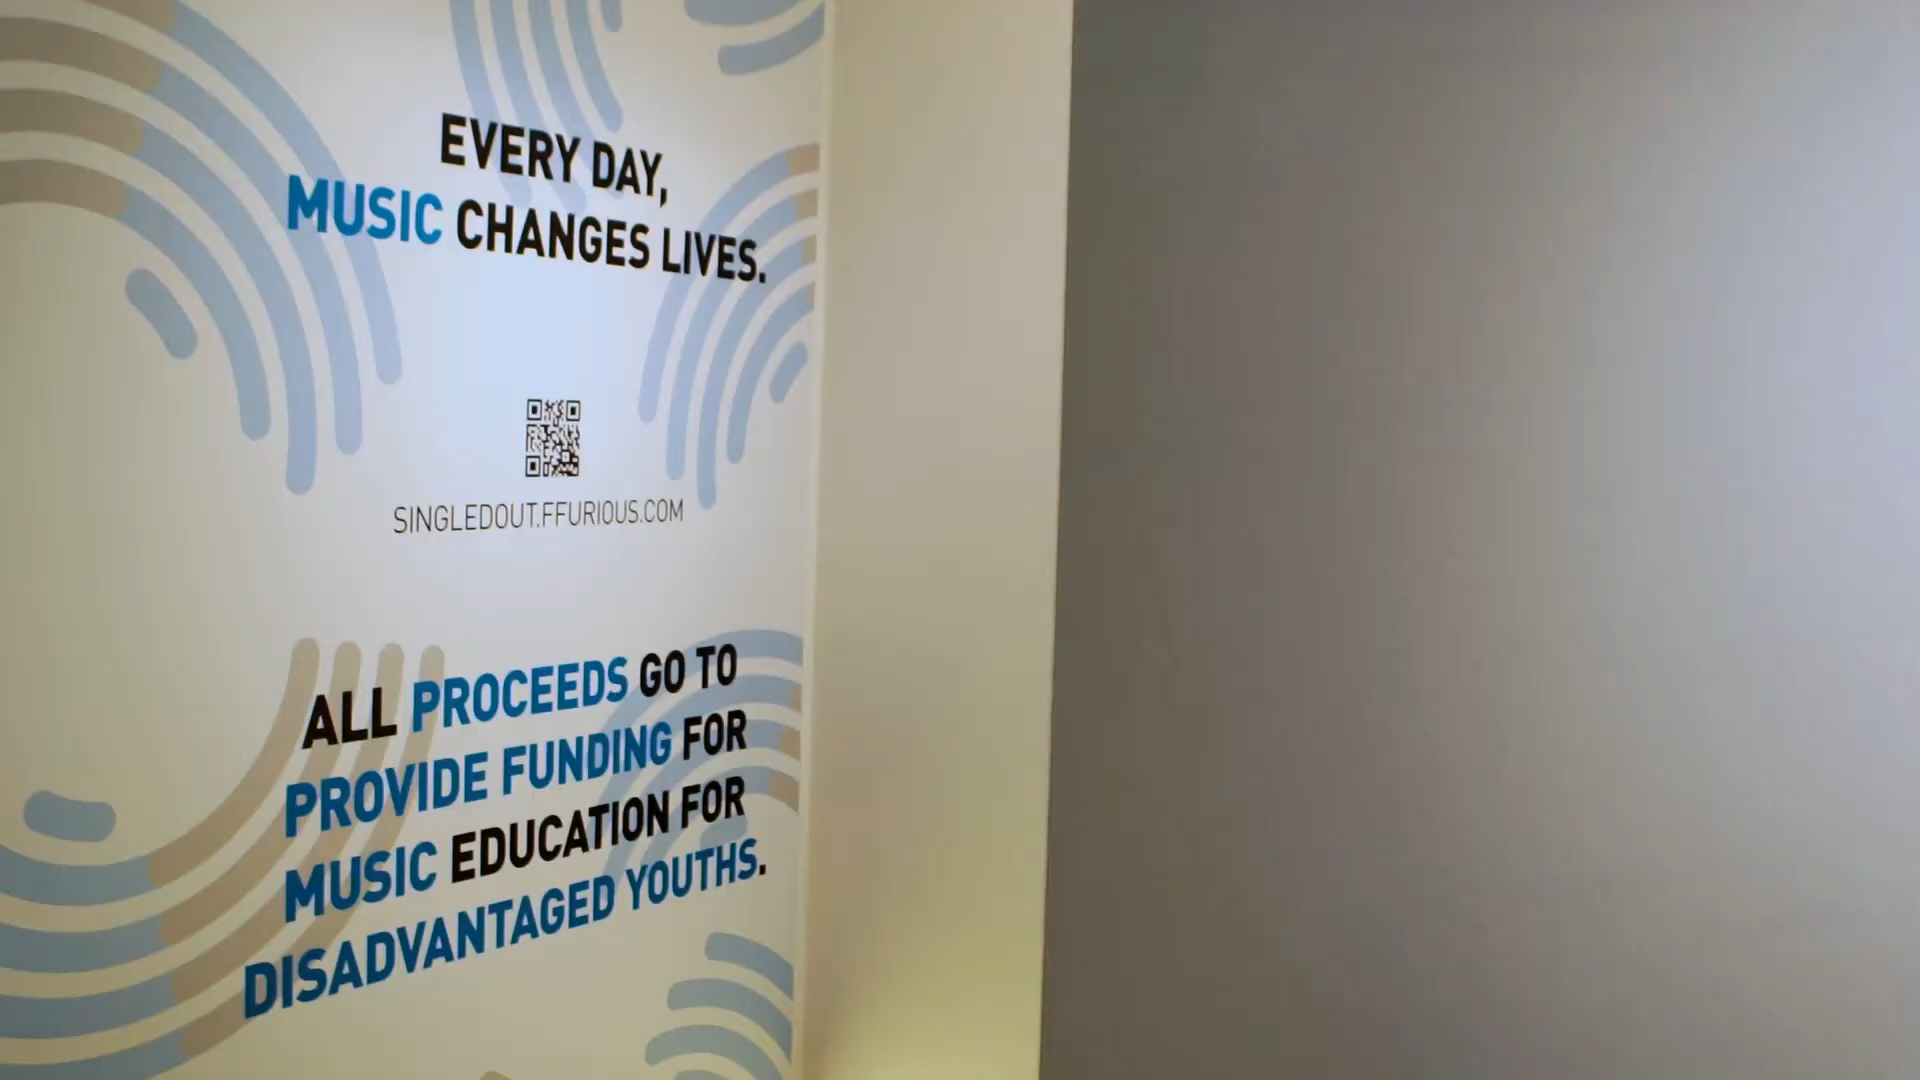 EVERY DAY,
MUSIC CHANGES LIVES.
SINGLEDOUT.FFURIOUS.COM
ALL PROCEEDS GO TO
PROVIDE FUNDING FOR
MUSIC EDUCATION FOR
DISADVANTAGED YOUTHS.